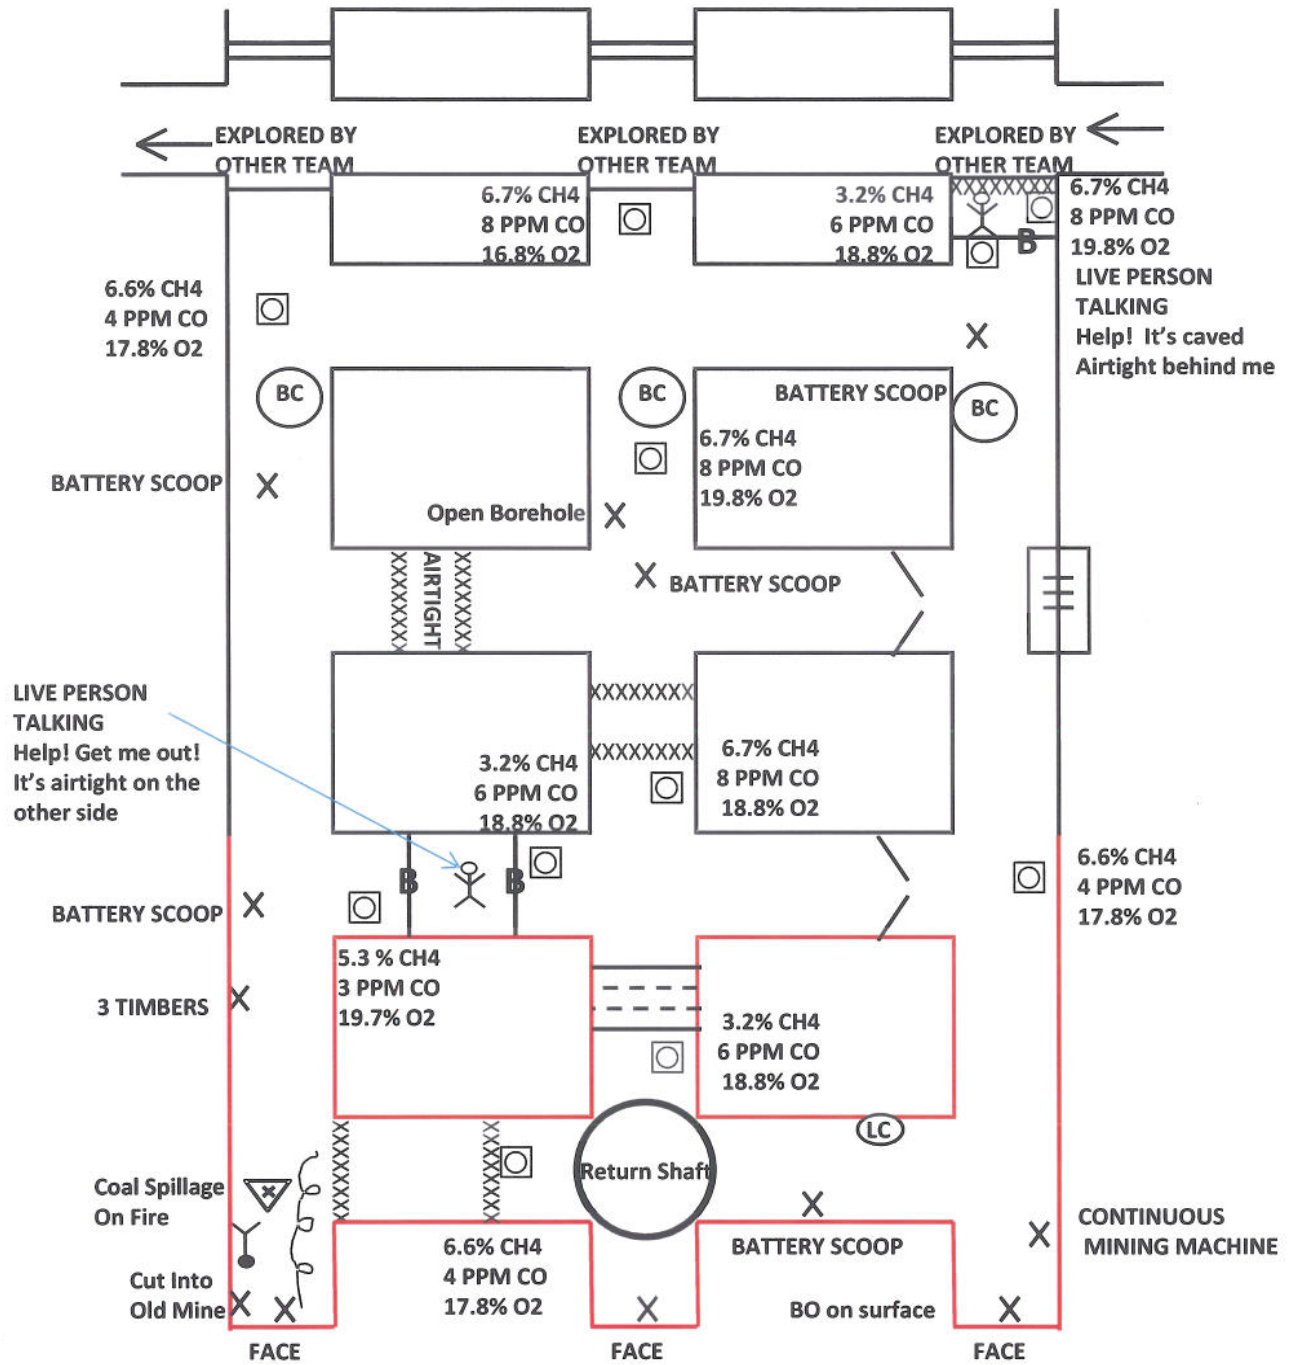 EXPLORED BY
OTHER TEAM
EXPLORED BY
OTHER TEAM
EXPLORED BY
OTHER TEAM
6.7% CH4
8 PPM CO
16.8% O2
3.2% CH4
6 PPM CO
18.8% O2
XXXXXXXXX
B
6.7% CH4
8 PPM CO
19.8% O2
LIVE PERSON
TALKING
Help! It's caved
Airtight behind me
6.6% CH4
4 PPM CO
17.8% O2
X
BC
BC
BATTERY SCOOP
BC
6.7% CH4
8 PPM CO
19.8% O2
BATTERY SCOOP X
Open Borehole X
X BATTERY SCOOP
XXXXXXXX
AIRTIGHT
XXXXXXXX
LIVE PERSON
TALKING
Help! Get me out!
It's airtight on the
other side
XXXXXXXX
XXXXXXXX
3.2% CH4
6 PPM CO
18.8% O2
6.7% CH4
8 PPM CO
18.8% O2
B
B
6.6% CH4
4 PPM CO
17.8% O2
BATTERY SCOOP X
3 TIMBERS X
5.3 % CH4
3 PPM CO
19.7% O2
3.2% CH4
6 PPM CO
18.8% O2
XXXXXXXX
XXXXXXXX
LC
Return Shaft
Coal Spillage
On Fire
X
X
BATTERY SCOOP
X
CONTINUOUS
MINING MACHINE
6.6% CH4
4 PPM CO
17.8% O2
Cut Into
Old Mine
X
X
X
BO on surface
X
FACE
FACE
FACE